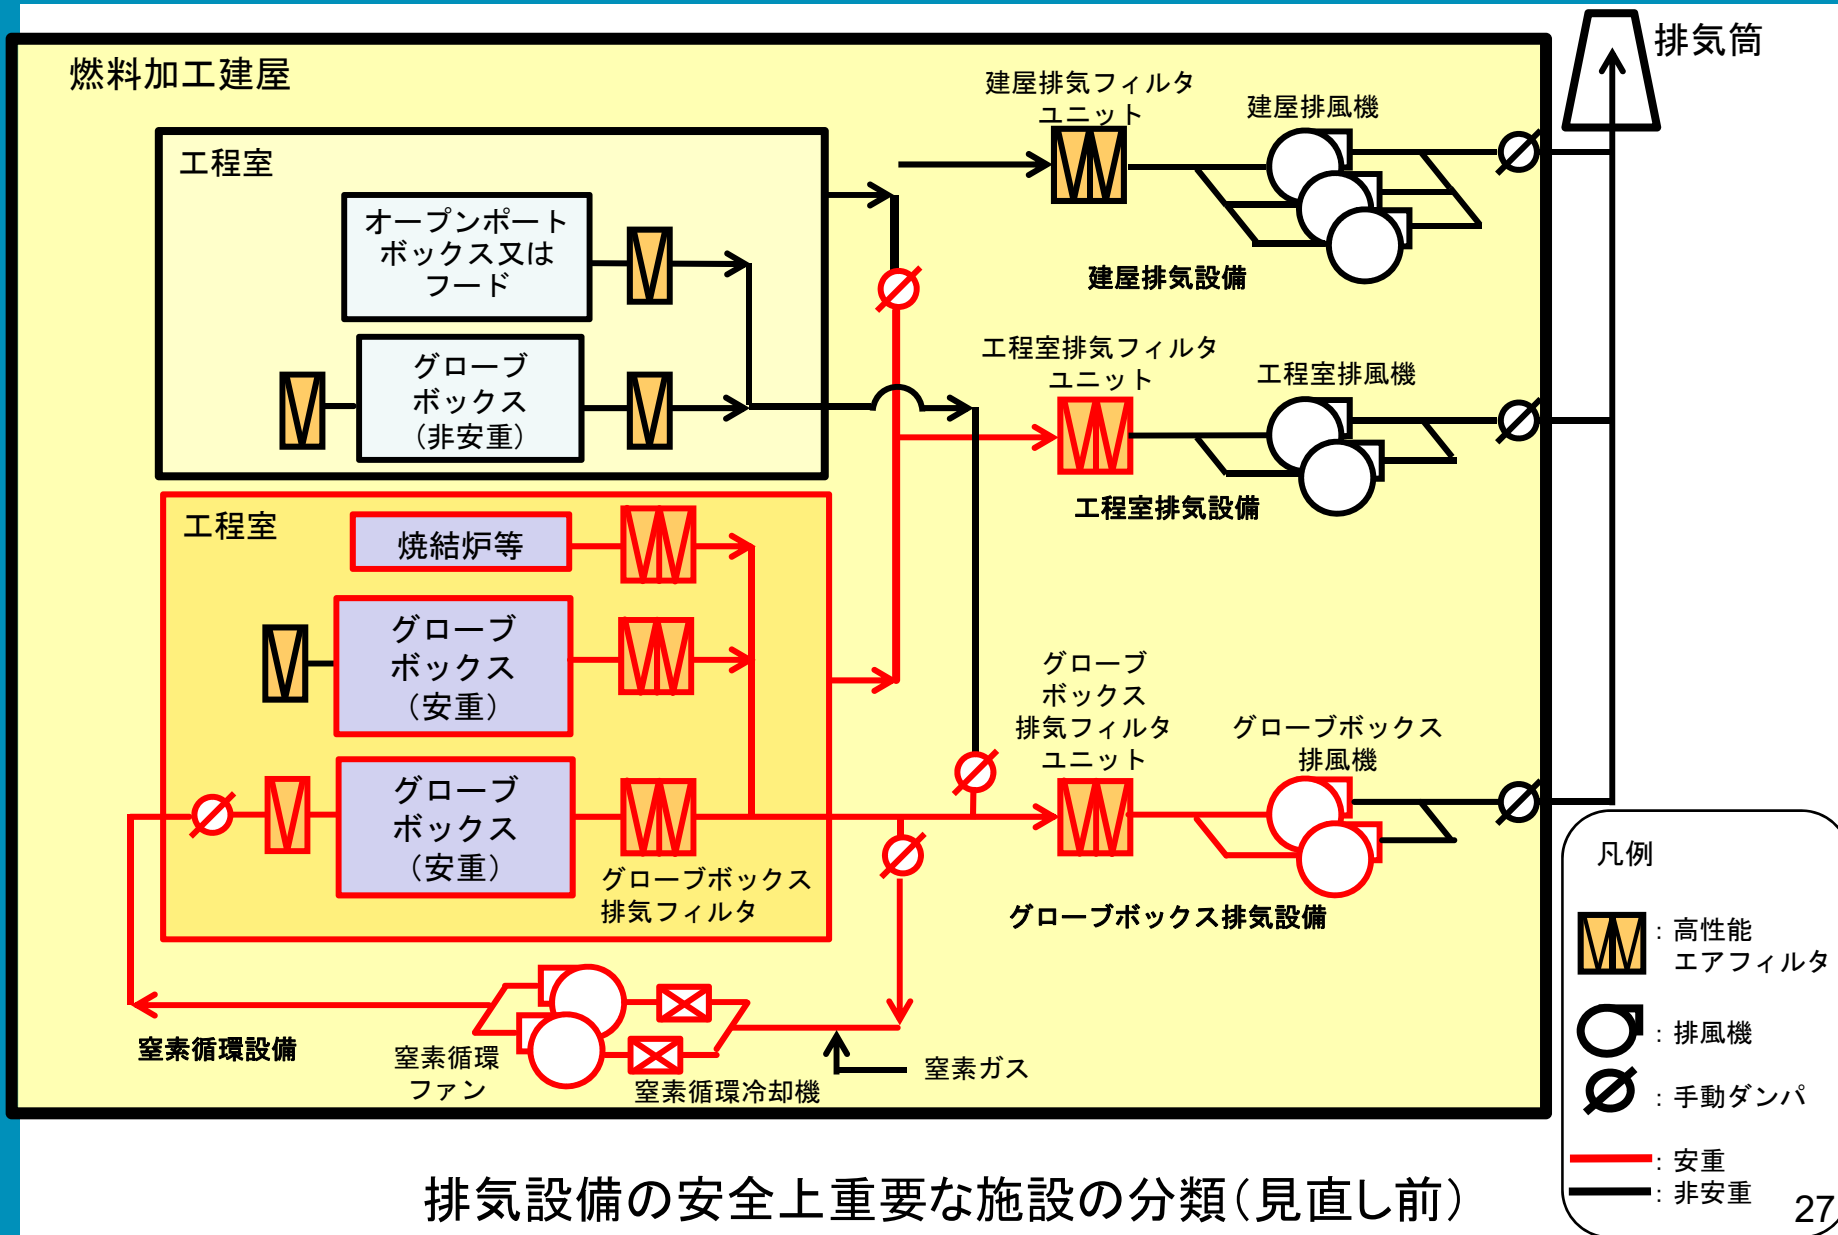 排気筒
燃料加工建屋
建屋排気フィルタ
ユニット
建屋排風機
工程室
オープンポート
ボックス又は
フード
建屋排気設備
グローブ
ボックス
（非安重）
工程室排気フィルタ
ユニット
工程室排風機
工程室排気設備
工程室
焼結炉等
グローブ
ボックス
（安重）
グローブ
ボックス
排気フィルタ
ユニット
グローブボックス
排風機
グローブ
ボックス
（安重）
グローブボックス
排気フィルタ
グローブボックス排気設備
窒素循環設備
窒素循環
ファン
窒素循環冷却機
窒素ガス
凡例
：高性能
エアフィルタ
：排風機
：手動ダンパ
：安重
：非安重
排気設備の安全上重要な施設の分類（見直し前）
27